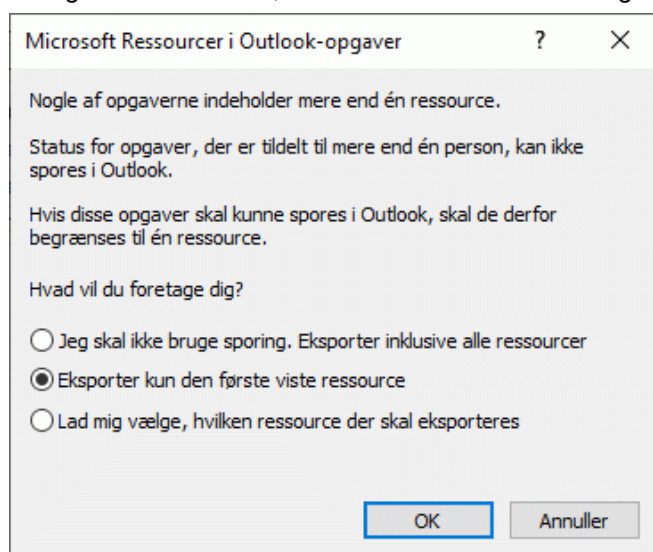 Microsoft Ressourcer i Outlook-opgaver ? ×
Nogle af opgaverne indeholder mere end én ressource.
Status for opgaver, der er tildelt til mere end én person, kan ikke
spores i Outlook.
Hvis disse opgaver skal kunne spores i Outlook, skal de derfor
begrænses til én ressource.
Hvad vil du foretage dig?
Jeg skal ikke bruge sporing. Eksporter inklusive alle ressourcer
Eksporter kun den første viste ressource
Lad mig vælge, hvilken ressource der skal eksporteres
OK Annuller